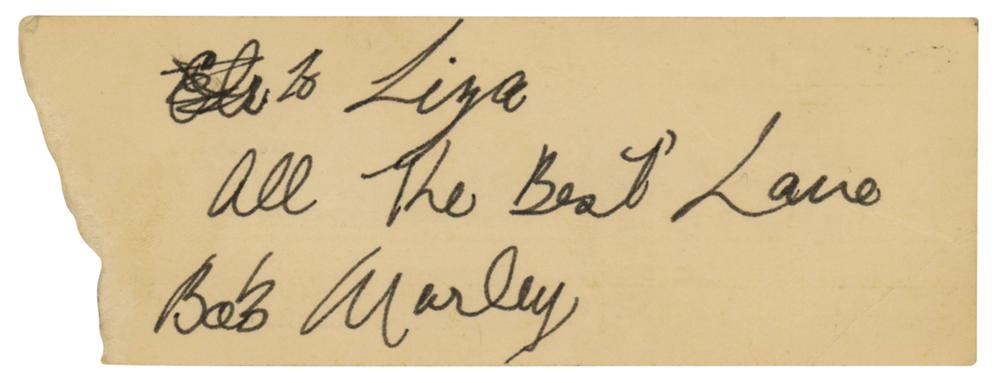 to Liza
All The Best Love
Bob Marley